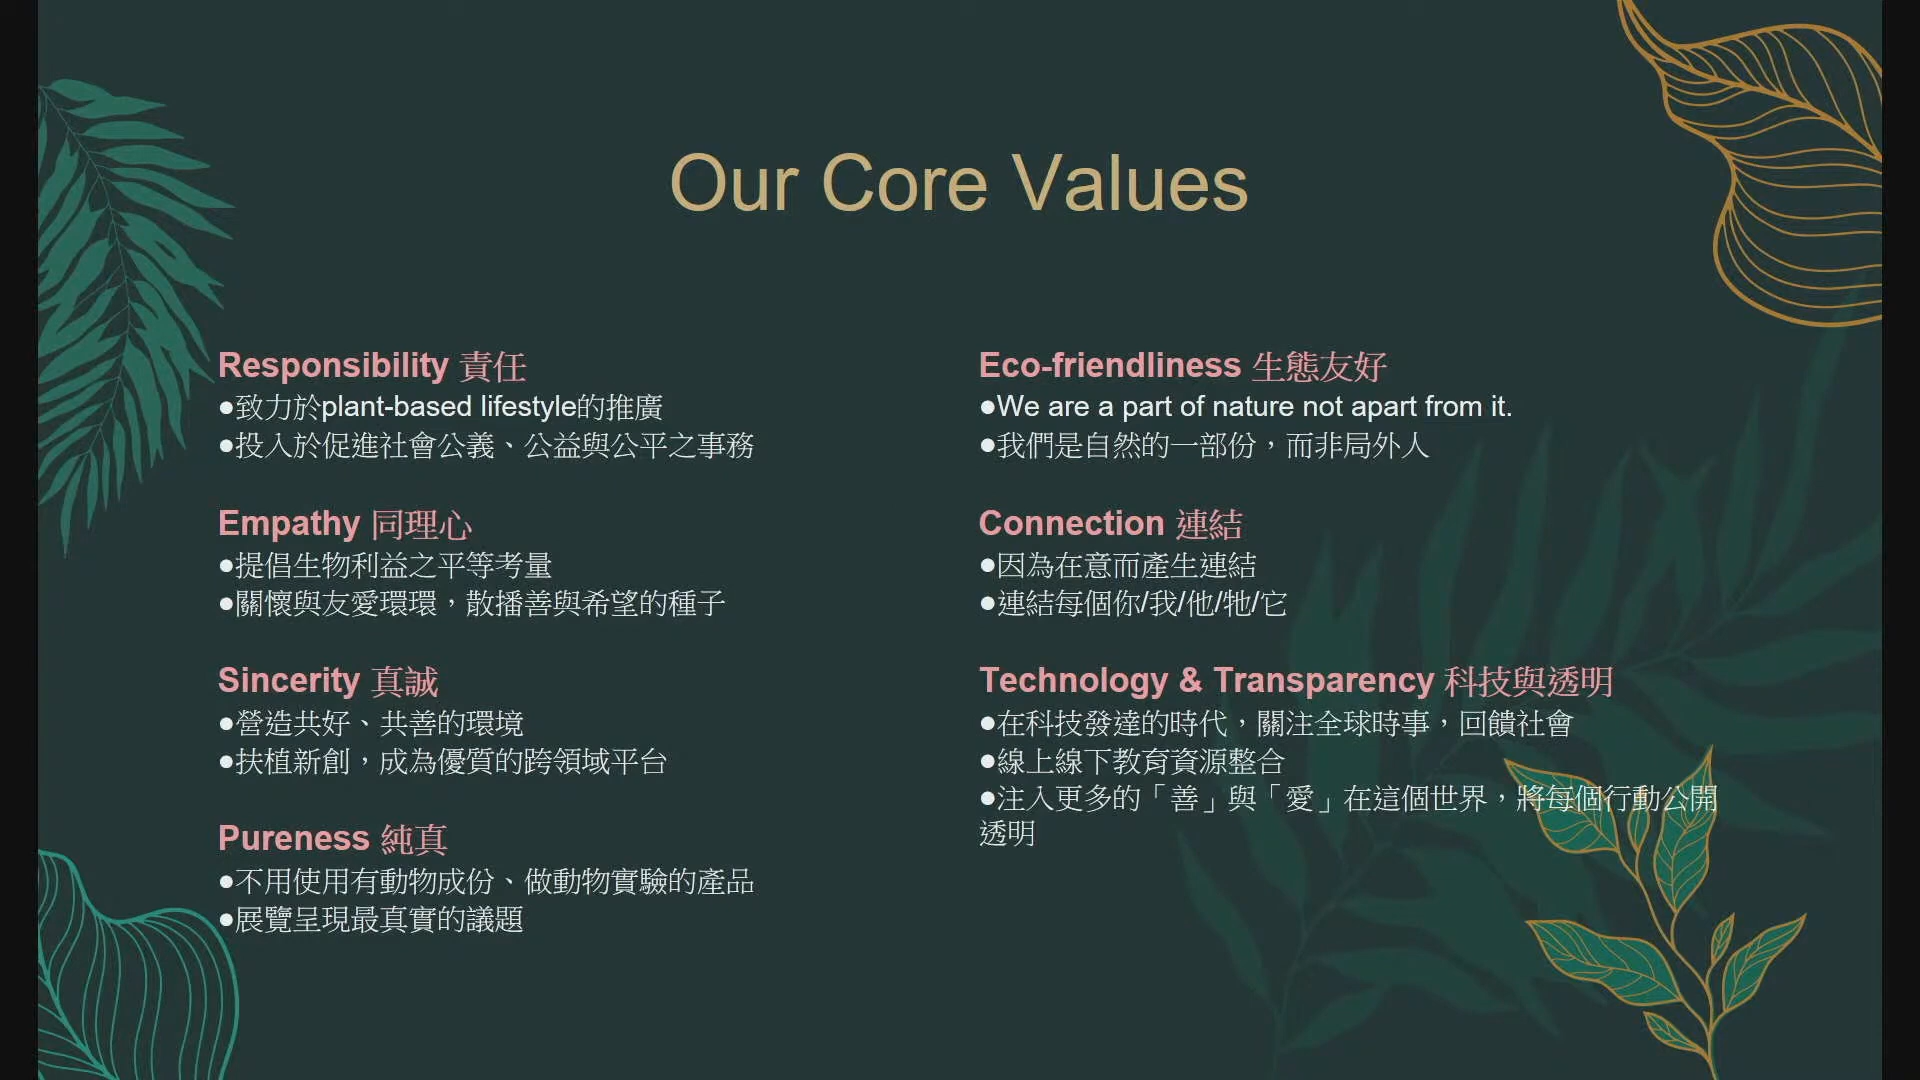 Our Core Values
Responsibility 責任
●致力於plant-based lifestyle的推廣
●投入於促進社會公義、公益與公平之事務
Empathy 同理心
●提倡生物利益之平等考量
●關懷與友愛環環，散播善與希望的種子
Sincerity 真誠
●營造共好、共善的環境
●扶植新創，成為優質的跨領域平台
Pureness 純真
●不用使用有動物成份、做動物實驗的產品
●展覽呈現最真實的議題
Eco-friendliness 生態友好
●We are a part of nature not apart from it.
●我們是自然的一部份，而非局外人
Connection 連結
●因為在意而產生連結
●連結每個你/我/他/牠/它
Technology & Transparency 科技與透明
●在科技發達的時代，關注全球時事，回饋社會
●線上線下教育資源整合
●注入更多的「善」與「愛」在這個世界，將每個行動公開
透明